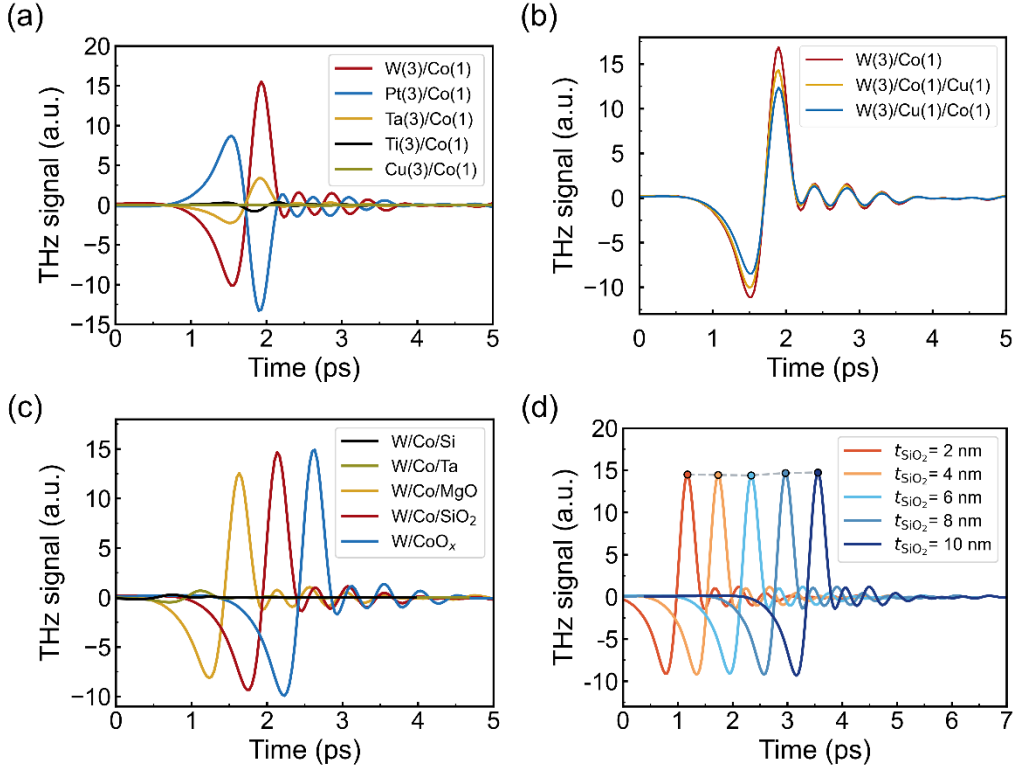 (a)
THz signal (a.u.)
20
15
10
5
0
−5
−10
−15
0
1
2
3
4
5
Time (ps)
W(3)/Co(1)
Pt(3)/Co(1)
Ta(3)/Co(1)
Ti(3)/Co(1)
Cu(3)/Co(1)
(b)
THz signal (a.u.)
15
10
5
0
−5
−10
0
1
2
3
4
5
Time (ps)
W(3)/Co(1)
W(3)/Co(1)/Cu(1)
W(3)/Cu(1)/Co(1)
(c)
THz signal (a.u.)
15
10
5
0
−5
−10
0
1
2
3
4
5
Time (ps)
W/Co/Si
W/Co/Ta
W/Co/MgO
W/Co/SiO₂
W/CoOₓ
(d)
THz signal (a.u.)
20
15
10
5
0
-5
-10
0
1
2
3
4
5
6
7
Time (ps)
tSiO₂ = 2 nm
tSiO₂ = 4 nm
tSiO₂ = 6 nm
tSiO₂ = 8 nm
tSiO₂ = 10 nm